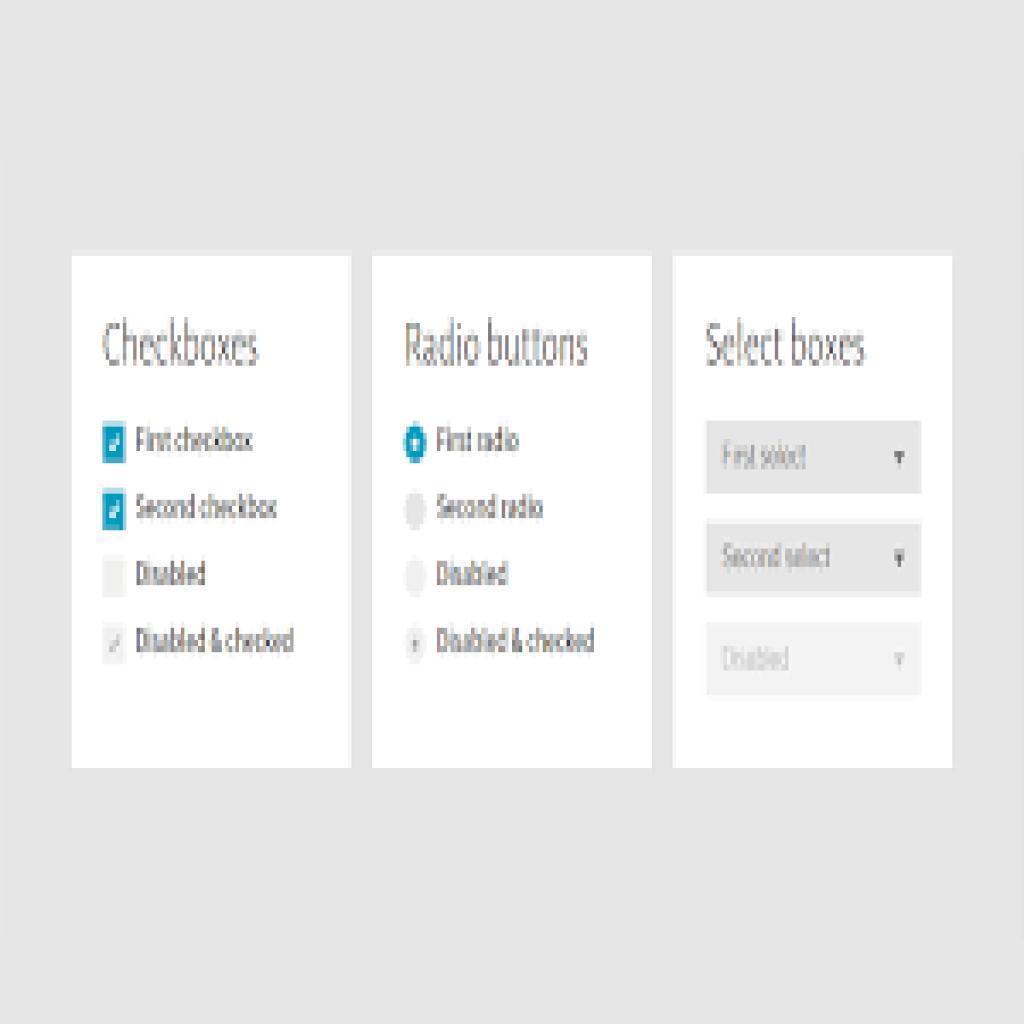 Checkboxes
First checkbox
Second checkbox
Disabled
Disabled & checked
Radio buttons
First radio
Second radio
Disabled
Disabled & checked
Select boxes
First select
Second select
Disabled